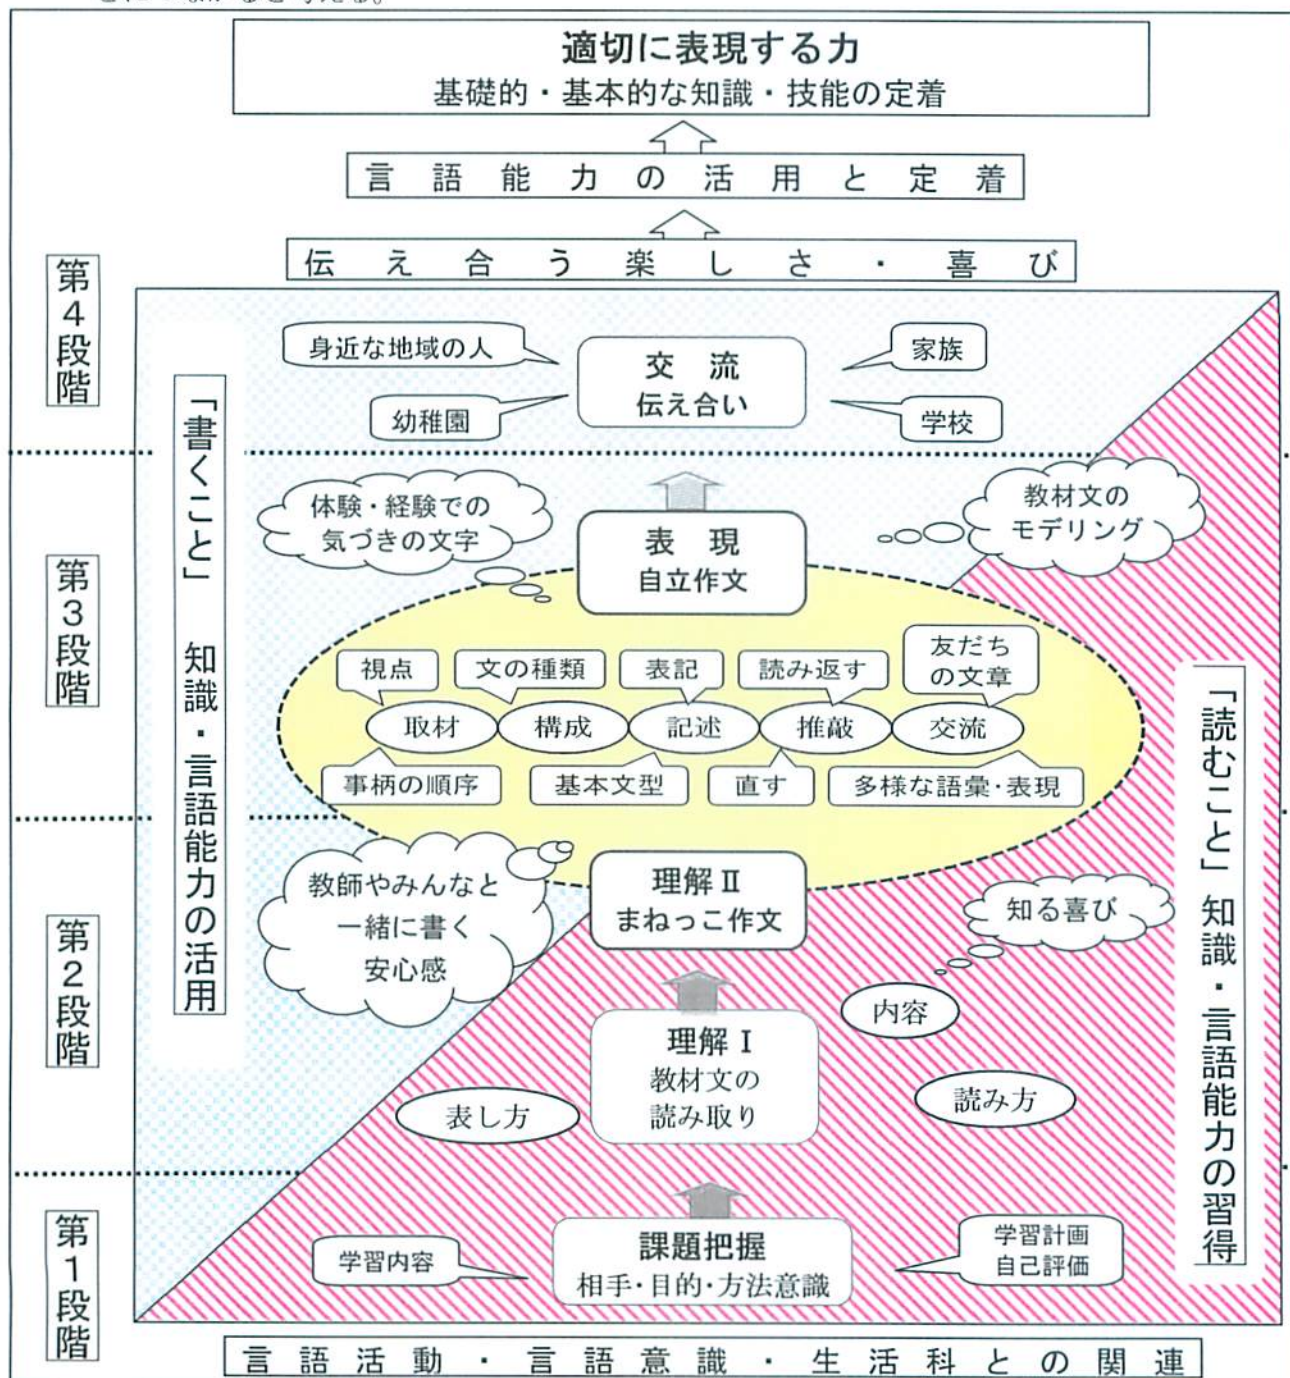 適切に表現する力
基礎的・基本的な知識・技能の定着
言語能力の活用と定着
伝え合う楽しさ・喜び
第4段階
身近な地域の人
家族
交流
伝え合い
幼稚園
学校
「書くこと」 知識・言語能力の活用
第3段階
体験・経験での
気づきの文字
教材文の
モデリング
表現
自立作文
視点
文の種類
表記
読み返す
友だち
の文章
取材
構成
記述
推敲
交流
事柄の順序
基本文型
直す
多様な語彙・表現
「読むこと」 知識・言語能力の習得
第2段階
教師やみんなと
一緒に書く
安心感
理解Ⅱ
まねっこ作文
知る喜び
内容
理解Ⅰ
教材文の
読み取り
表し方
読み方
第1段階
学習内容
課題把握
相手・目的・方法意識
学習計画
自己評価
言語活動・言語意識・生活科との関連